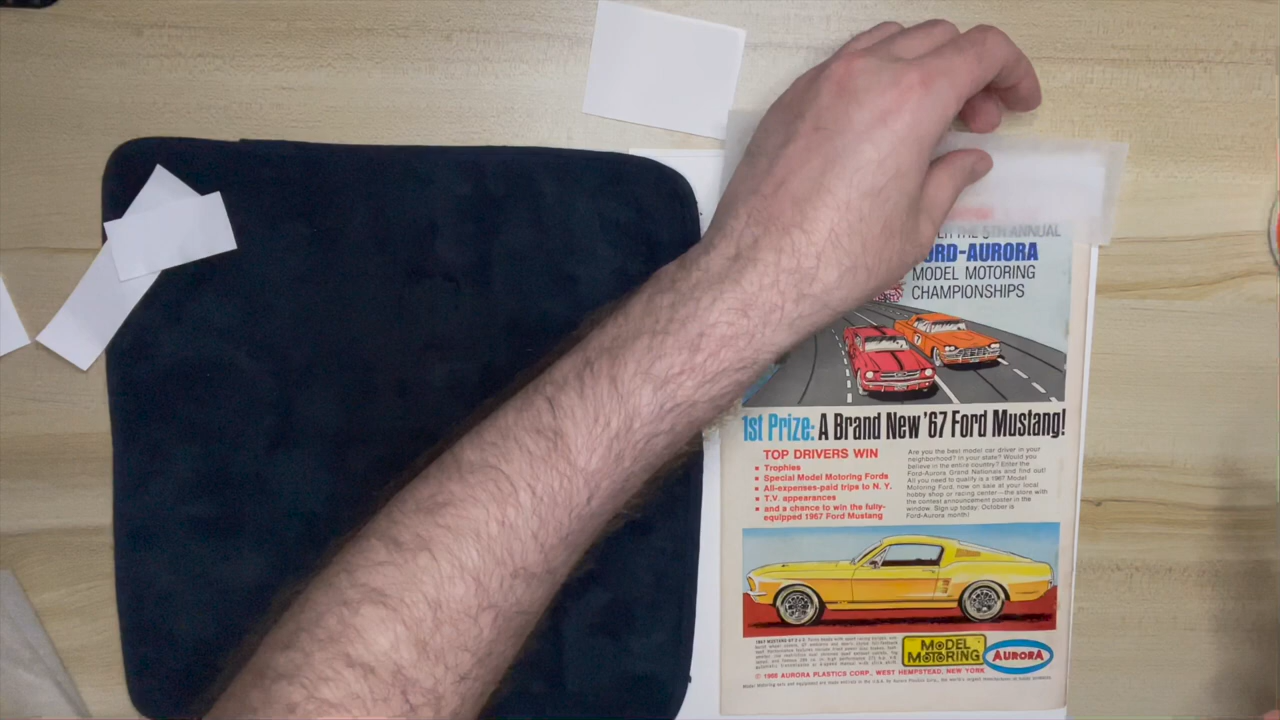 5TH ANNUAL
ORD-AURORA
MODEL MOTORING
CHAMPIONSHIPS
7
1st Prize: A Brand New '67 Ford Mustang!
TOP DRIVERS WIN
Trophies
Special Model Motoring Fords
All-expenses-paid trips to N. Y.
T.V. appearances
and a chance to win the fully-
equipped 1967 Ford Mustang
Are you the best model car driver in your
neighborhood? In your state? Would you
believe in the entire country? Enter the
Ford-Aurora Grand Nationals and find out!
All you need to qualify is a 1967 Model
Motoring Ford, now on sale at your local
hobby shop or racing center—the store with
the contest announcement poster in the
window. Sign up today. October is
Ford-Aurora month!
MODEL
MOTORING
AURORA
© 1966 AURORA PLASTICS CORP., WEST HEMPSTEAD, NEW YORK